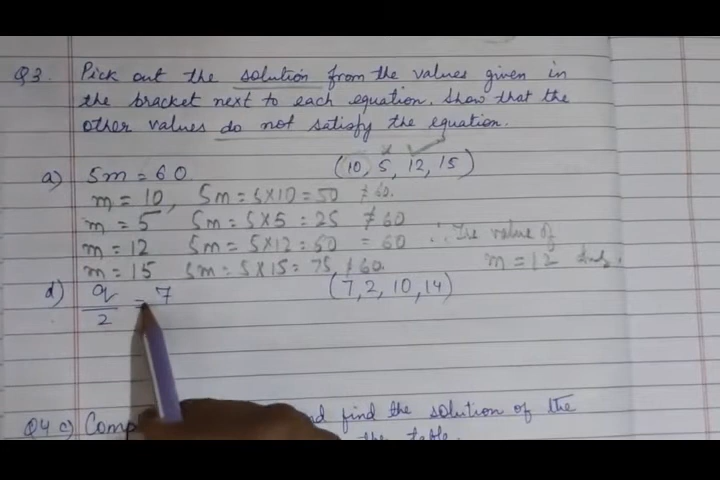 Q3. Pick out the solution from the values given in
the bracket next to each equation. Show that the
other values do not satisfy the equation.
a) 5m = 60 (10, 5, 12, 15)
m = 10, 5m = 5×10 = 50 ≠ 60.
m = 5 5m = 5×5 = 25 ≠ 60
m = 12 5m = 5×12 = 60 = 60 ∴ The value of
m = 15 5m = 5×15 = 75, ≠ 60. m = 12
d) q/2 = 7 (7, 2, 10, 14)
Q4 c) Comp nd find the solution of the
the table.